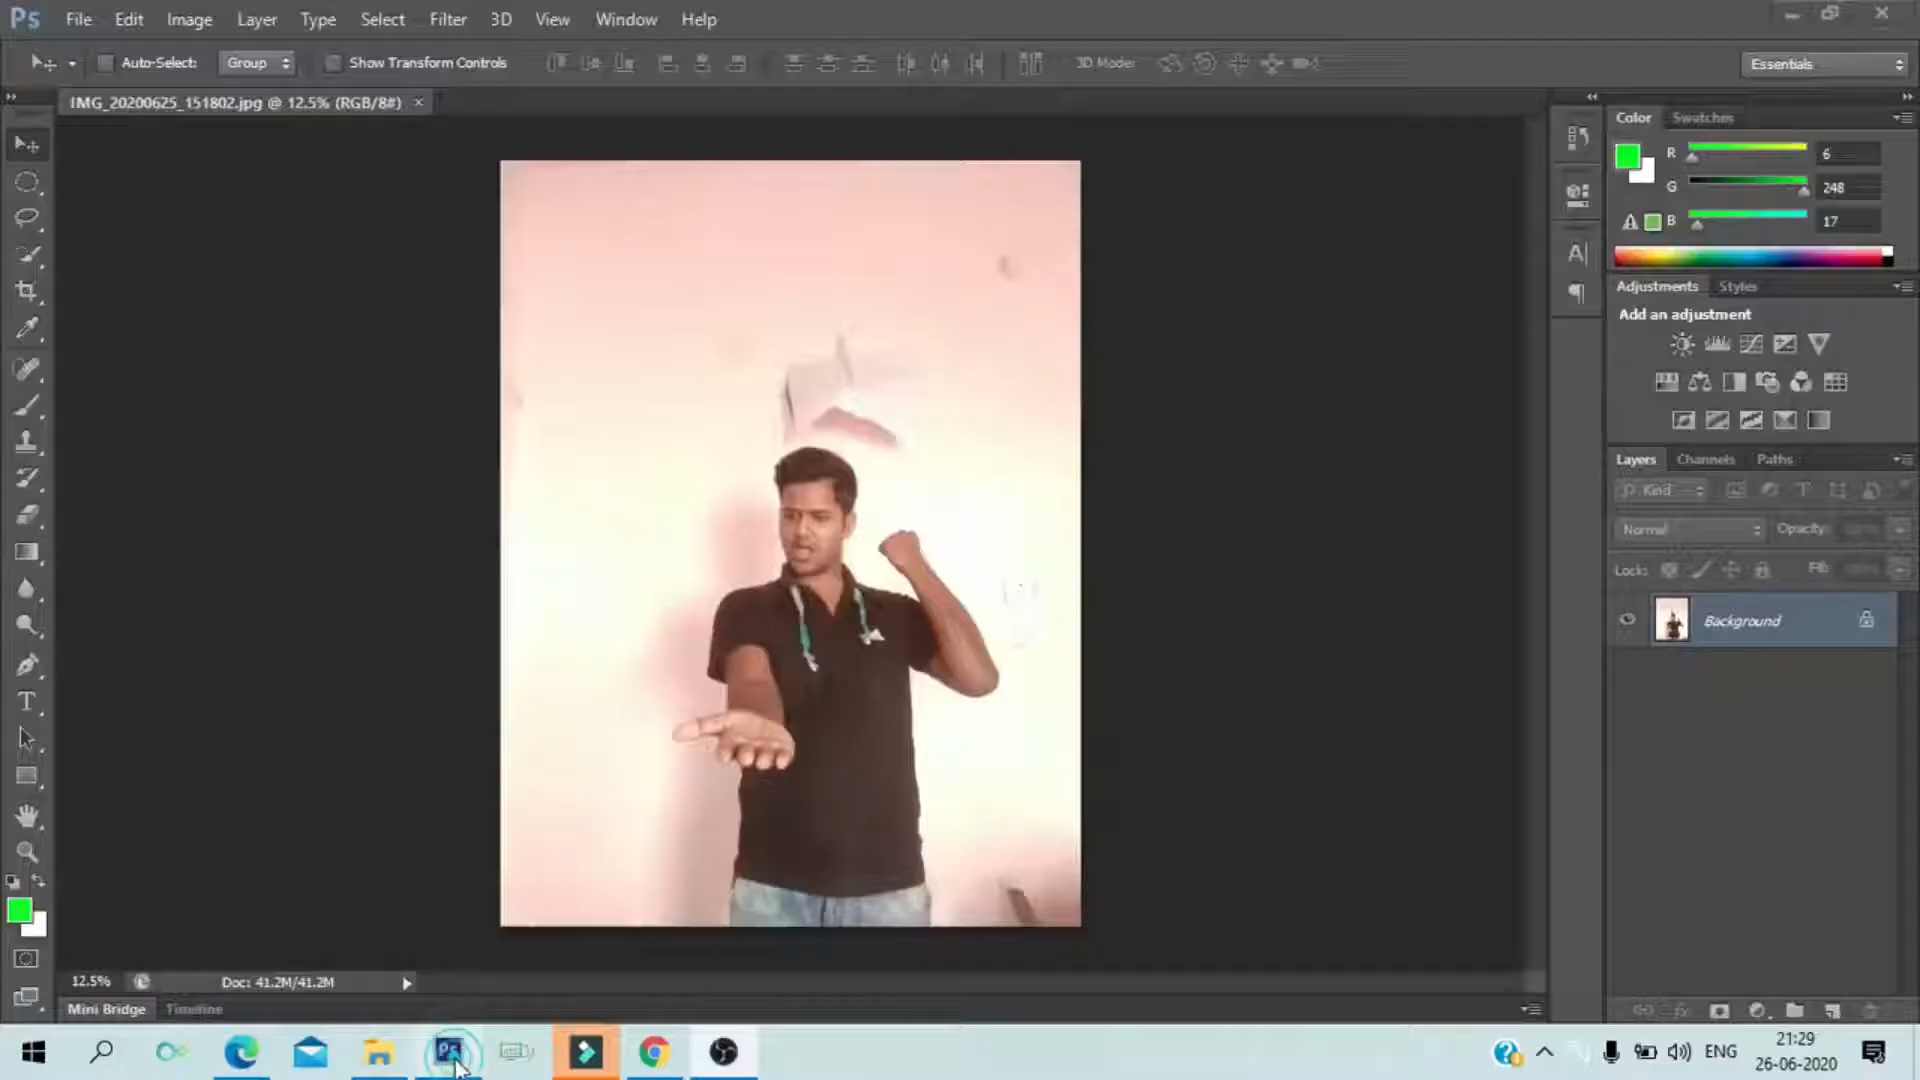 Ps File Edit Image Layer Type Select Filter 3D View Window Help
Auto-Select: Group Show Transform Controls 3D Mode: Essentials
IMG_20200625_151802.jpg @ 12.5% (RGB/8#) ×
Color Swatches
R 6
G 248
B 17
Adjustments Styles
Add an adjustment
Layers Channels Paths
Kind
Normal Opacity:
Lock: Fill:
Background
12.5% Doc: 41.2M/41.2M
Mini Bridge Timeline
Ps ENG 21:29
26-06-2020